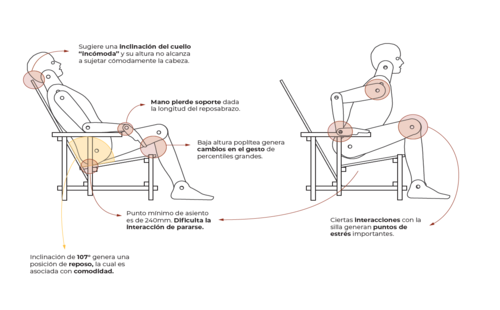 Sugiere una inclinación del cuello
"incómoda" y su altura no alcanza
a sujetar cómodamente la cabeza.
Mano pierde soporte dada
la longitud del reposabrazo.
Baja altura poplítea genera
cambios en el gesto de
percentiles grandes.
Punto mínimo de asiento
es de 240mm. Dificulta la
interacción de pararse.
Ciertas interacciones con la
silla generan puntos de
estrés importantes.
Inclinación de 107° genera una
posición de reposo, la cual es
asociada con comodidad.